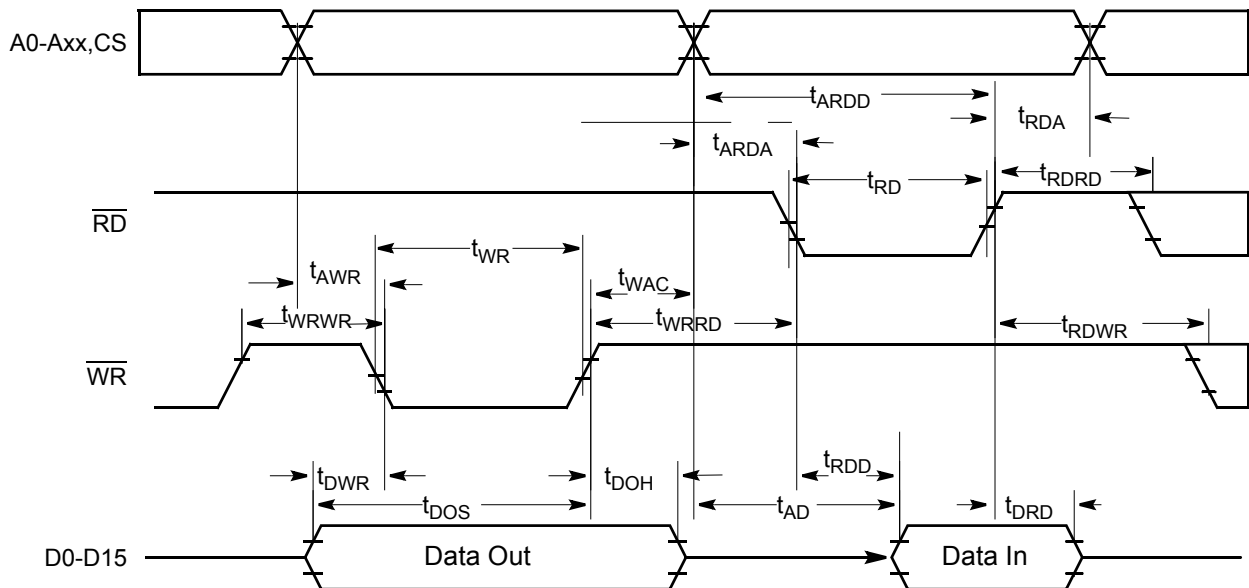 A0-Axx,CS
tARDD
tRDA
tARDA
tRD
tRDRD
RD
tWR
tAWR
tWAC
tWRWR
tWRRD
tRDWR
WR
tRDD
tDWR
tDOH
tDOS
tAD
tDRD
D0-D15
Data Out
Data In